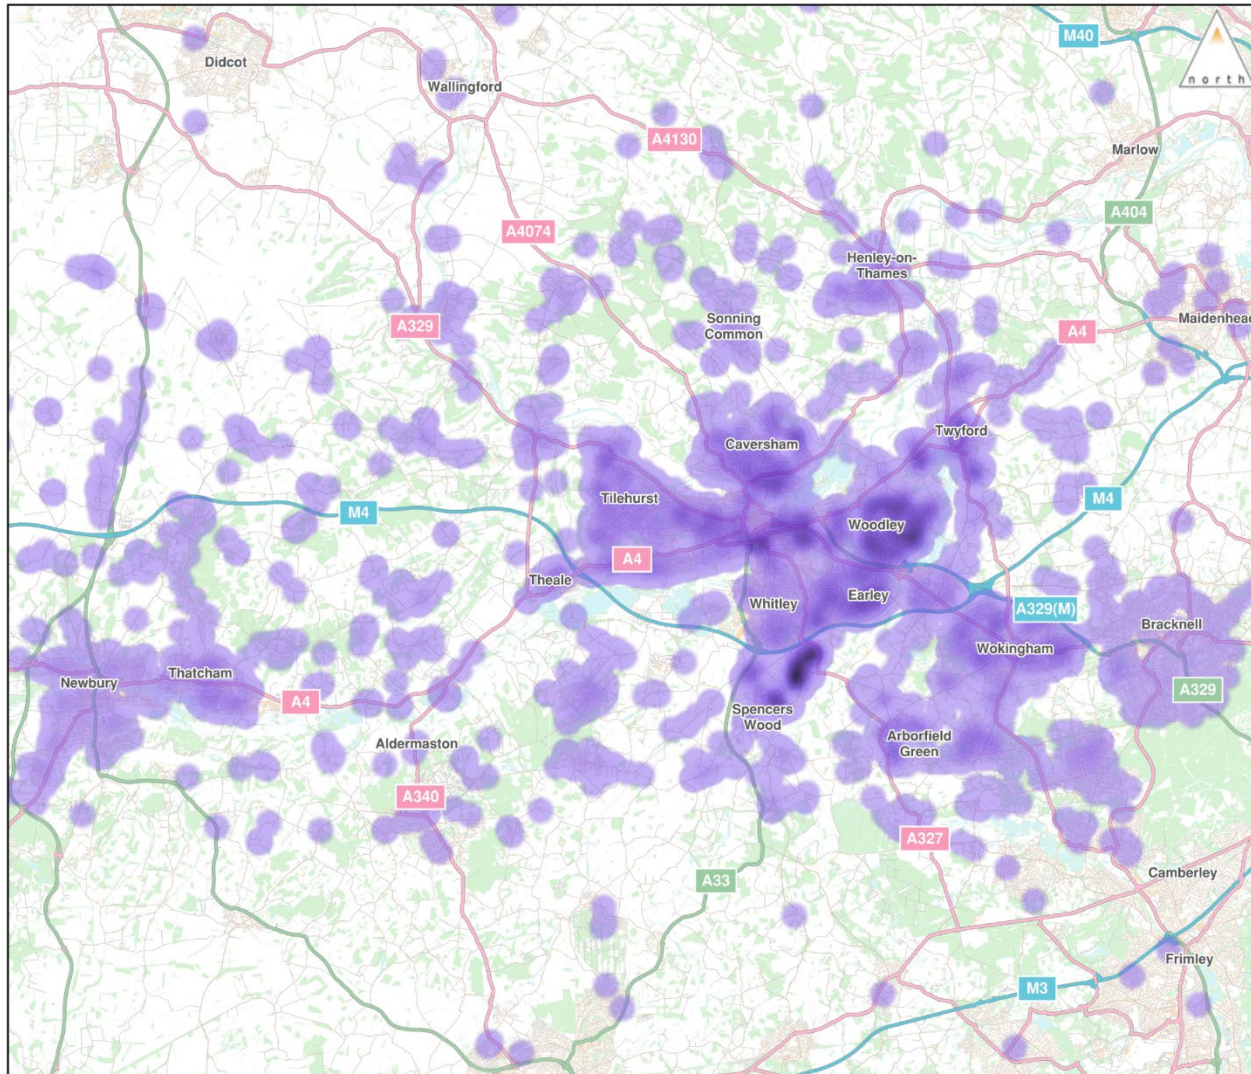 M40
Didcot
Wallingford
north
A4130
Marlow
A404
A4074
Henley-on-
Thames
Sonning
Common
A329
A4
Maidenhead
Caversham
Twyford
Tilehurst
M4
M4
Woodley
A4
Theale
Whitley
Earley
A329(M)
Bracknell
Wokingham
Newbury
Thatcham
A4
A329
Spencers
Wood
Aldermaston
Arborfield
Green
A340
A327
A33
Camberley
Frimley
M3